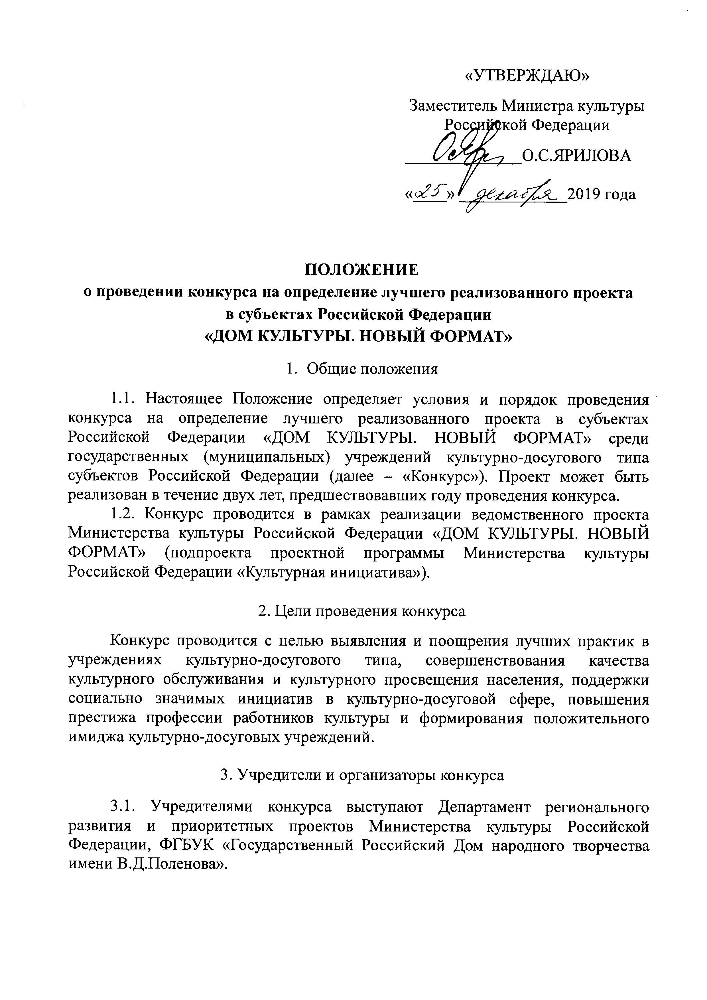 «УТВЕРЖДАЮ»
Заместитель Министра культуры
Российской Федерации
О.С.ЯРИЛОВА
«25» декабря 2019 года
ПОЛОЖЕНИЕ
о проведении конкурса на определение лучшего реализованного проекта
в субъектах Российской Федерации
«ДОМ КУЛЬТУРЫ. НОВЫЙ ФОРМАТ»
1. Общие положения
1.1. Настоящее Положение определяет условия и порядок проведения
конкурса на определение лучшего реализованного проекта в субъектах
Российской Федерации «ДОМ КУЛЬТУРЫ. НОВЫЙ ФОРМАТ» среди
государственных (муниципальных) учреждений культурно-досугового типа
субъектов Российской Федерации (далее – «Конкурс»). Проект может быть
реализован в течение двух лет, предшествовавших году проведения конкурса.
1.2. Конкурс проводится в рамках реализации ведомственного проекта
Министерства культуры Российской Федерации «ДОМ КУЛЬТУРЫ. НОВЫЙ
ФОРМАТ» (подпроекта проектной программы Министерства культуры
Российской Федерации «Культурная инициатива»).
2. Цели проведения конкурса
Конкурс проводится с целью выявления и поощрения лучших практик в
учреждениях культурно-досугового типа, совершенствования качества
культурного обслуживания и культурного просвещения населения, поддержки
социально значимых инициатив в культурно-досуговой сфере, повышения
престижа профессии работников культуры и формирования положительного
имиджа культурно-досуговых учреждений.
3. Учредители и организаторы конкурса
3.1. Учредителями конкурса выступают Департамент регионального
развития и приоритетных проектов Министерства культуры Российской
Федерации, ФГБУК «Государственный Российский Дом народного творчества
имени В.Д.Поленова».